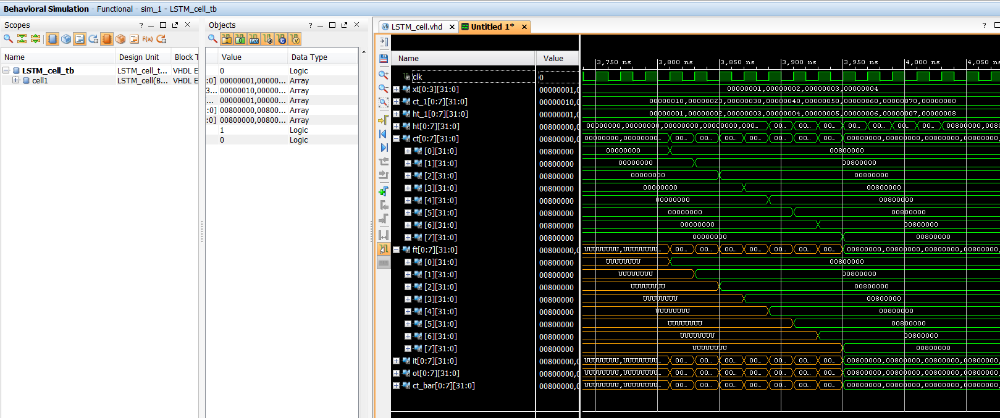 Behavioral Simulation - Functional - sim_1 - LSTM_cell_tb
Scopes
Name Design Unit Block T
LSTM_cell_tb LSTM_cell_t... VHDL E
cell1 LSTM_cell(B... VHDL E
Objects
Value Data Type
0 Logic
:0] 00000001,00000... Array
3... 00000010,00000... Array
... 00000001,00000... Array
:0] 00800000,00800... Array
:0] 00800000,00800... Array
1 Logic
0 Logic
LSTM_cell.vhd Untitled 1*
Name Value
3,750 ns 3,800 ns 3,850 ns 3,900 ns 3,950 ns 4,000 ns 4,050
clk 0
xt[0:3][31:0] 00000001,0 00000001,00000002,00000003,00000004
ct_1[0:7][31:0] 00000010,0 00000010,00000020,00000030,00000040,00000050,00000060,00000070,00000080
ht_1[0:7][31:0] 00000001,0 00000001,00000002,00000003,00000004,00000005,00000006,00000007,00000008
ht[0:7][31:0] 00800000,0 00000000,00000000,00000000,00000000,000... 00... 00... 00... 00... 00... 00... 00... 00800000,0080
ct[0:7][31:0] 00800000,0 00000000,00000... 00... 00... 00... 00... 00... 00... 00... 00800000,00800000,00800000,0080000
[0][31:0] 00800000 00000000 00800000
[1][31:0] 00800000 00000000 00800000
[2][31:0] 00800000 00000000 00800000
[3][31:0] 00800000 00000000 00800000
[4][31:0] 00800000 00000000 00800000
[5][31:0] 00800000 00000000 00800000
[6][31:0] 00800000 00000000 00800000
[7][31:0] 00800000 00000000 00800000
ft[0:7][31:0] 00800000,0 UUUUUUUU,UUUUUUUU... 00... 00... 00... 00... 00... 00... 00... 00800000,00800000,00800000,0080000
[0][31:0] 00800000 UUUUUUUU 00800000
[1][31:0] 00800000 UUUUUUUU 00800000
[2][31:0] 00800000 UUUUUUUU 00800000
[3][31:0] 00800000 UUUUUUUU 00800000
[4][31:0] 00800000 UUUUUUUU 00800000
[5][31:0] 00800000 UUUUUUUU 00800000
[6][31:0] 00800000 UUUUUUUU 00800000
[7][31:0] 00800000 UUUUUUUU 00800000
it[0:7][31:0] 00800000,0 UUUUUUUU,UUUUUUUU... 00... 00... 00... 00... 00... 00... 00... 00800000,00800000,00800000,0080000
ot[0:7][31:0] 00800000,0 UUUUUUUU,UUUUUUUU... 00... 00... 00... 00... 00... 00... 00... 00800000,00800000,00800000,0080000
ct_bar[0:7][31:0] 00800000,0 UUUUUUUU,UUUUUUUU... 00... 00... 00... 00... 00... 00... 00... 00800000,00800000,00800000,0080000